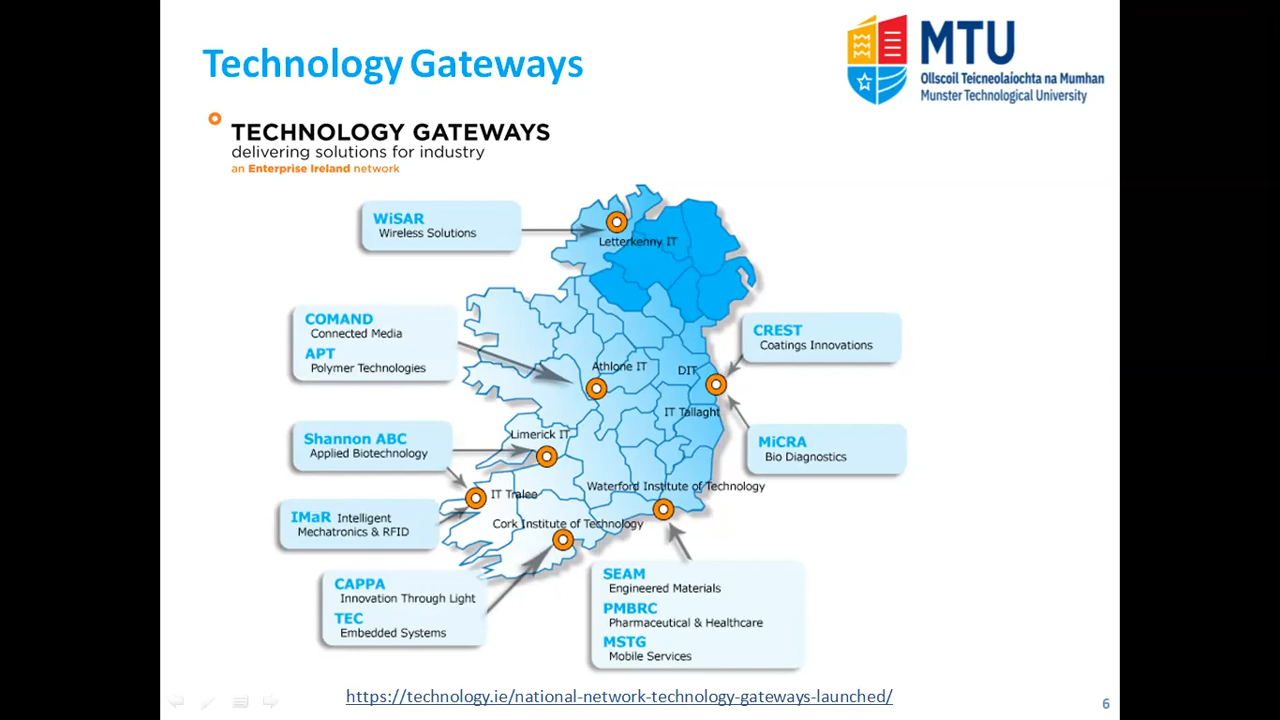 Technology Gateways
MTU
Ollscoil Teicneolaíochta na Mumhan
Munster Technological University
TECHNOLOGY GATEWAYS
delivering solutions for industry
an Enterprise Ireland network
WiSAR
Wireless Solutions
Letterkenny IT
COMAND
Connected Media
APT
Polymer Technologies
Athlone IT
DIT
CREST
Coatings Innovations
IT Tallaght
Shannon ABC
Applied Biotechnology
Limerick IT
MiCRA
Bio Diagnostics
IT Tralee
Waterford Institute of Technology
IMaR Intelligent
Mechatronics & RFID
Cork Institute of Technology
CAPPA
Innovation Through Light
TEC
Embedded Systems
SEAM
Engineered Materials
PMBRC
Pharmaceutical & Healthcare
MSTG
Mobile Services
https://technology.ie/national-network-technology-gateways-launched/
6